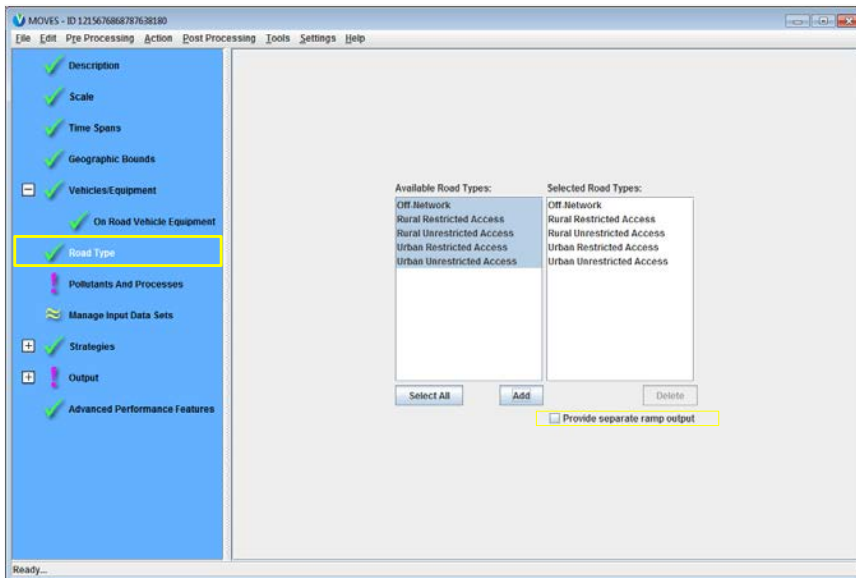 MOVES - ID 1215676868787638180
File Edit Pre Processing Action Post Processing Tools Settings Help
Description
Scale
Time Spans
Geographic Bounds
Vehicles/Equipment
On Road Vehicle Equipment
Road Type
Pollutants And Processes
Manage Input Data Sets
Strategies
Output
Advanced Performance Features
Available Road Types:
Off-Network
Rural Restricted Access
Rural Unrestricted Access
Urban Restricted Access
Urban Unrestricted Access
Selected Road Types:
Off-Network
Rural Restricted Access
Rural Unrestricted Access
Urban Restricted Access
Urban Unrestricted Access
Select All
Add
Delete
Provide separate ramp output
Ready...